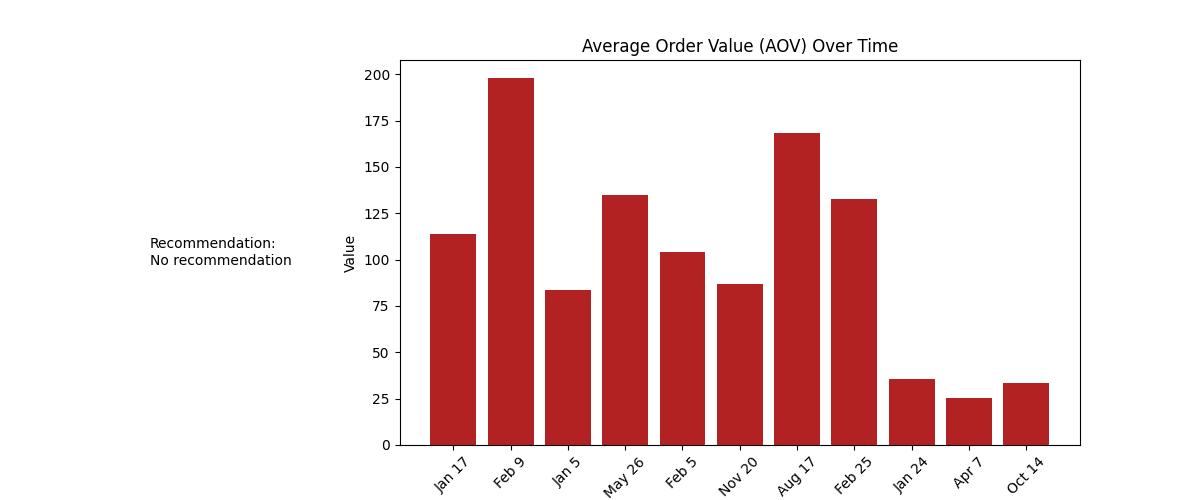 Average Order Value (AOV) Over Time
Recommendation:
No recommendation
Value
200
175
150
125
100
75
50
25
0
Jan 17
Feb 9
Jan 5
May 26
Feb 5
Nov 20
Aug 17
Feb 25
Jan 24
Apr 7
Oct 14